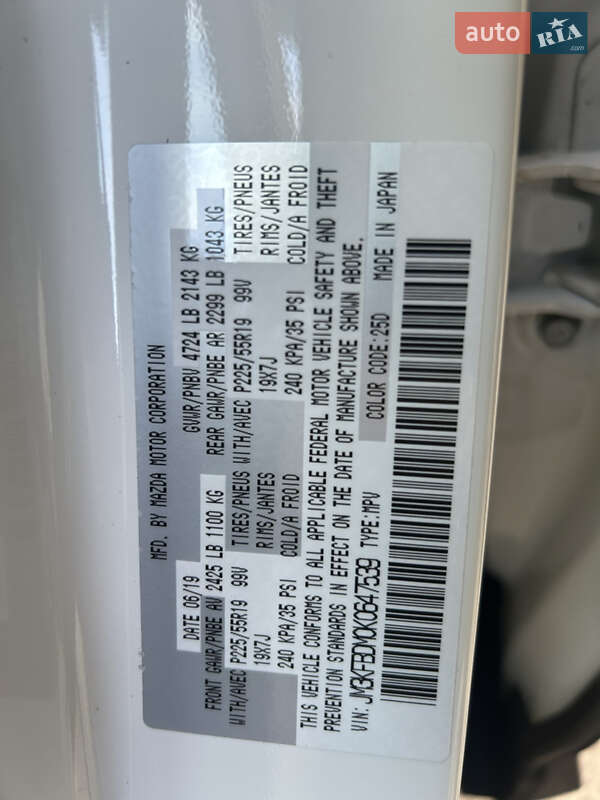 auto RIA.com
MFD. BY MAZDA MOTOR CORPORATION
DATE 06/19 GVWR/PNBV 4724 LB 2143 KG
FRONT GAWR/PNBE AV 2425 LB 1100 KG REAR GAWR/PNBE AR 2299 LB 1043 KG
WITH/AVEC P225/55R19 99V TIRES/PNEUS WITH/AVEC P225/55R19 99V TIRES/PNEUS
19X7J RIMS/JANTES 19X7J RIMS/JANTES
240 KPA/35 PSI COLD/A FROID 240 KPA/35 PSI COLD/A FROID
THIS VEHICLE CONFORMS TO ALL APPLICABLE FEDERAL MOTOR VEHICLE SAFETY AND THEFT
PREVENTION STANDARDS IN EFFECT ON THE DATE OF MANUFACTURE SHOWN ABOVE.
VIN: JM3KFBDM0K0647539 TYPE:MPV COLOR CODE:25D MADE IN JAPAN